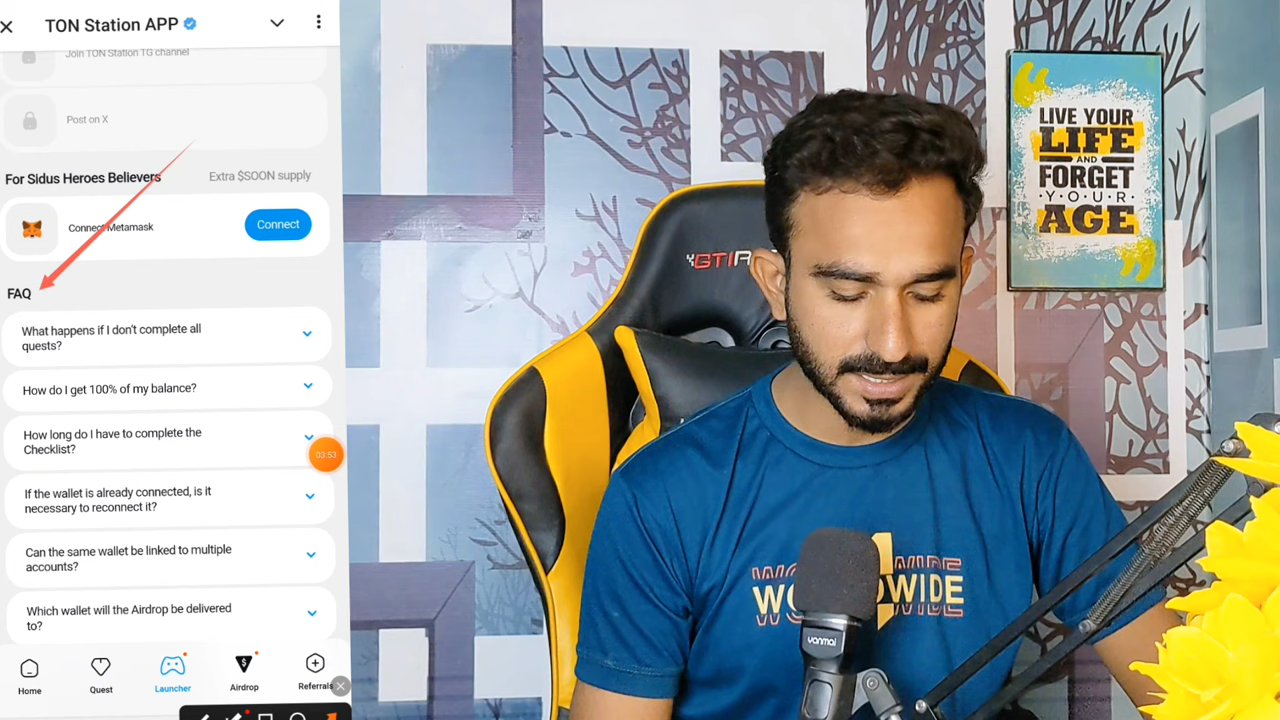 TON Station APP
Join TON Station TG channel
Post on X
For Sidus Heroes Believers
Extra $SOON supply
Connect Metamask
Connect
FAQ
What happens if I don't complete all
quests?
How do I get 100% of my balance?
How long do I have to complete the
Checklist?
03:53
If the wallet is already connected, is it
necessary to reconnect it?
Can the same wallet be linked to multiple
accounts?
Which wallet will the Airdrop be delivered
to?
Home
Quest
Launcher
Airdrop
Referrals
GTIR
LIVE YOUR
LIFE
AND
FORGET
YOUR
AGE
WIDE
vanmai